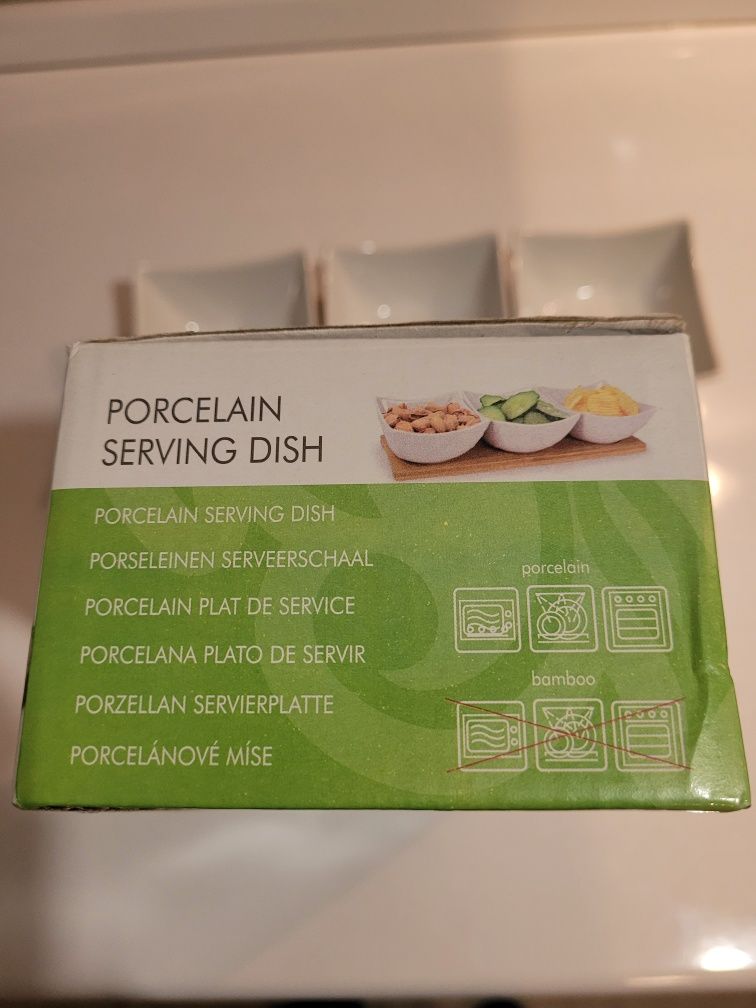 PORCELAIN
SERVING DISH
PORCELAIN SERVING DISH
PORSELEINEN SERVEERSCHAAL
PORCELAIN PLAT DE SERVICE
PORCELANA PLATO DE SERVIR
PORZELLAN SERVIERPLATTE
PORCELÁNOVÉ MÍSE
porcelain
bamboo